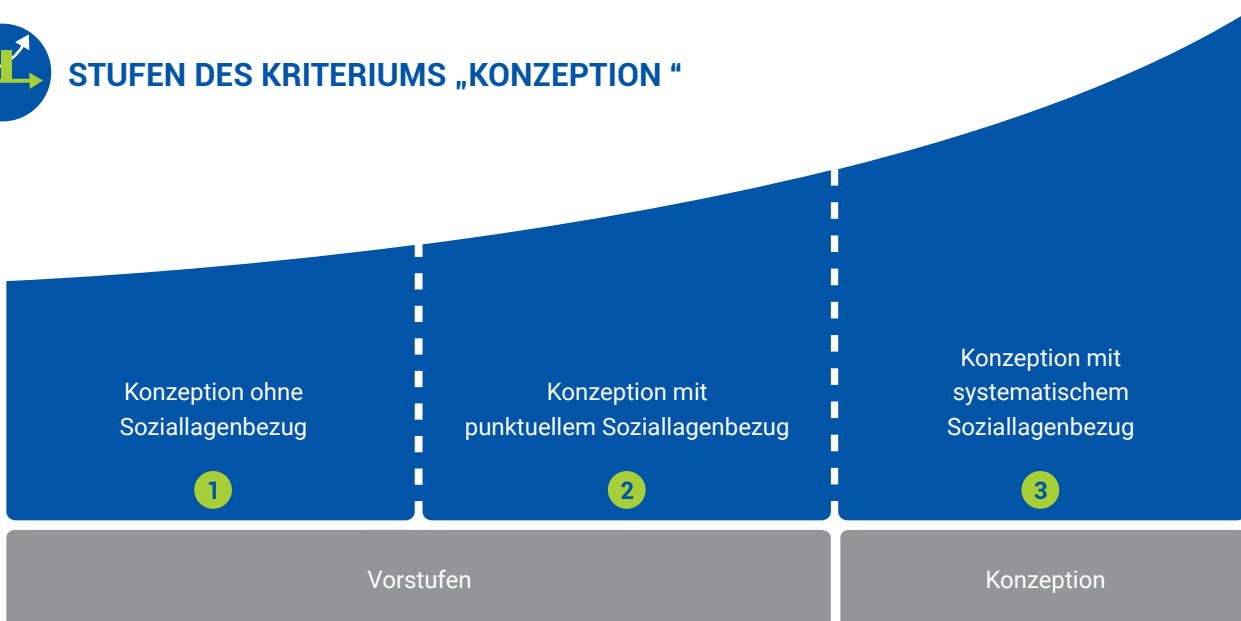 STUFEN DES KRITERIUMS „KONZEPTION “
Konzeption ohne
Soziallagenbezug
1
Konzeption mit
punktuellem Soziallagenbezug
2
Konzeption mit
systematischem
Soziallagenbezug
3
Vorstufen
Konzeption